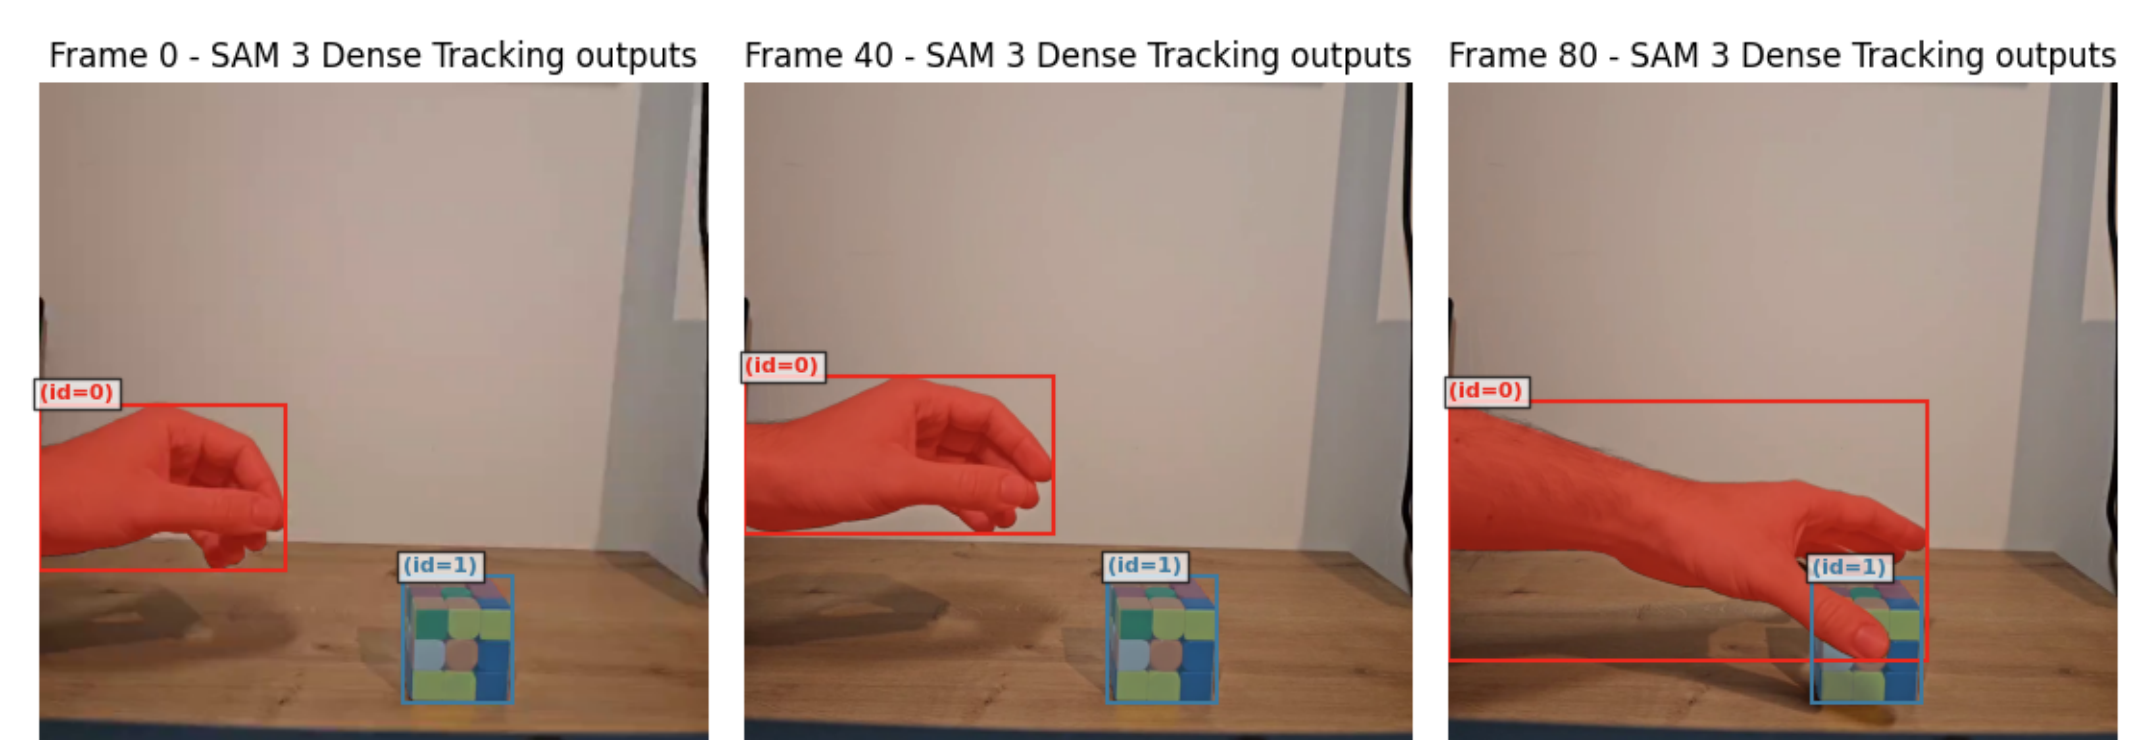 Frame 0 - SAM 3 Dense Tracking outputs
(id=0)
(id=1)
Frame 40 - SAM 3 Dense Tracking outputs
(id=0)
(id=1)
Frame 80 - SAM 3 Dense Tracking outputs
(id=0)
(id=1)